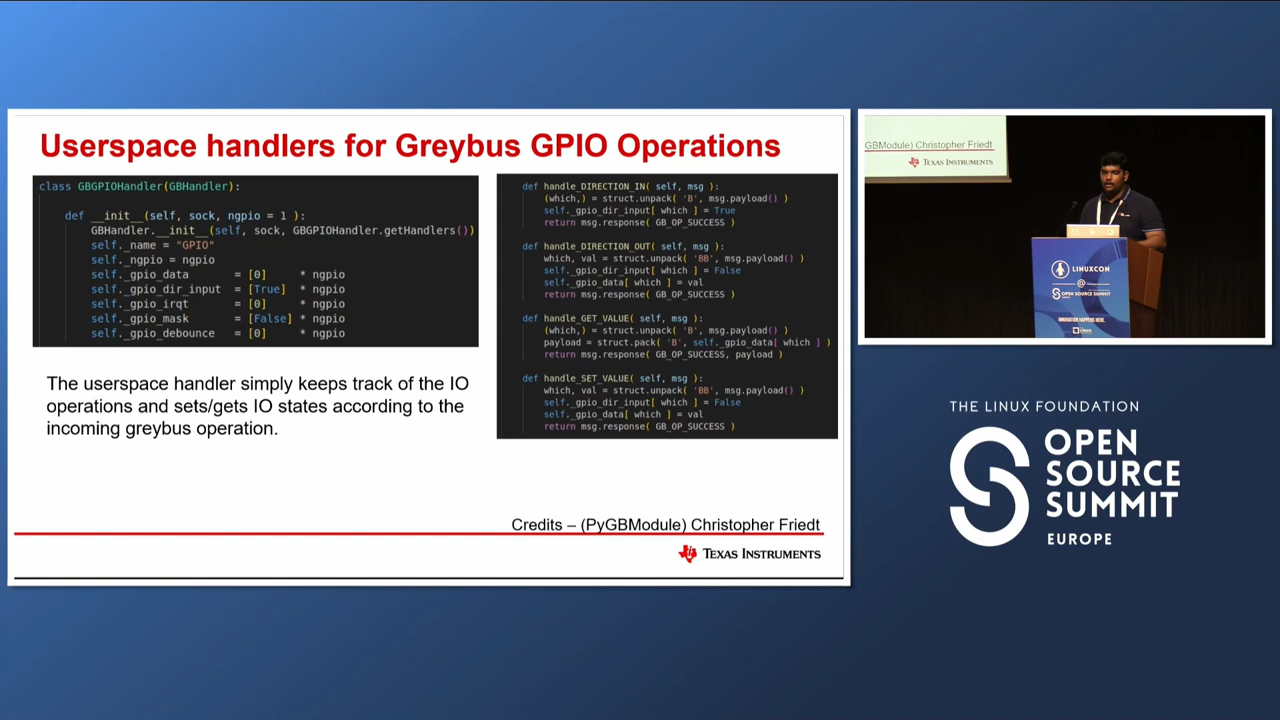 Userspace handlers for Greybus GPIO Operations
class GBGPIOHandler(GBHandler):
def __init__(self, sock, ngpio = 1 ):
GBHandler.__init__(self, sock, GBGPIOHandler.getHandlers())
self._name = "GPIO"
self._ngpio = ngpio
self._gpio_data = [0] * ngpio
self._gpio_dir_input = [True] * ngpio
self._gpio_irqt = [0] * ngpio
self._gpio_mask = [False] * ngpio
self._gpio_debounce = [0] * ngpio
The userspace handler simply keeps track of the IO
operations and sets/gets IO states according to the
incoming greybus operation.
def handle_DIRECTION_IN( self, msg ):
(which,) = struct.unpack( 'B', msg.payload() )
self._gpio_dir_input[ which ] = True
return msg.response( GB_OP_SUCCESS )
def handle_DIRECTION_OUT( self, msg ):
which, val = struct.unpack( 'BB', msg.payload() )
self._gpio_dir_input[ which ] = False
self._gpio_data[ which ] = val
return msg.response( GB_OP_SUCCESS )
def handle_GET_VALUE( self, msg ):
(which,) = struct.unpack( 'B', msg.payload() )
payload = struct.pack( 'B', self._gpio_data[ which ] )
return msg.response( GB_OP_SUCCESS, payload )
def handle_SET_VALUE( self, msg ):
which, val = struct.unpack( 'BB', msg.payload() )
self._gpio_dir_input[ which ] = False
self._gpio_data[ which ] = val
return msg.response( GB_OP_SUCCESS )
Credits – (PyGBModule) Christopher Friedt
TEXAS INSTRUMENTS
GBModule) Christopher Friedt
TEXAS INSTRUMENTS
LINUXCON
@
OPEN SOURCE SUMMIT
INNOVATION HAPPENS HERE.
THE LINUX FOUNDATION
OPEN
SOURCE
SUMMIT
EUROPE